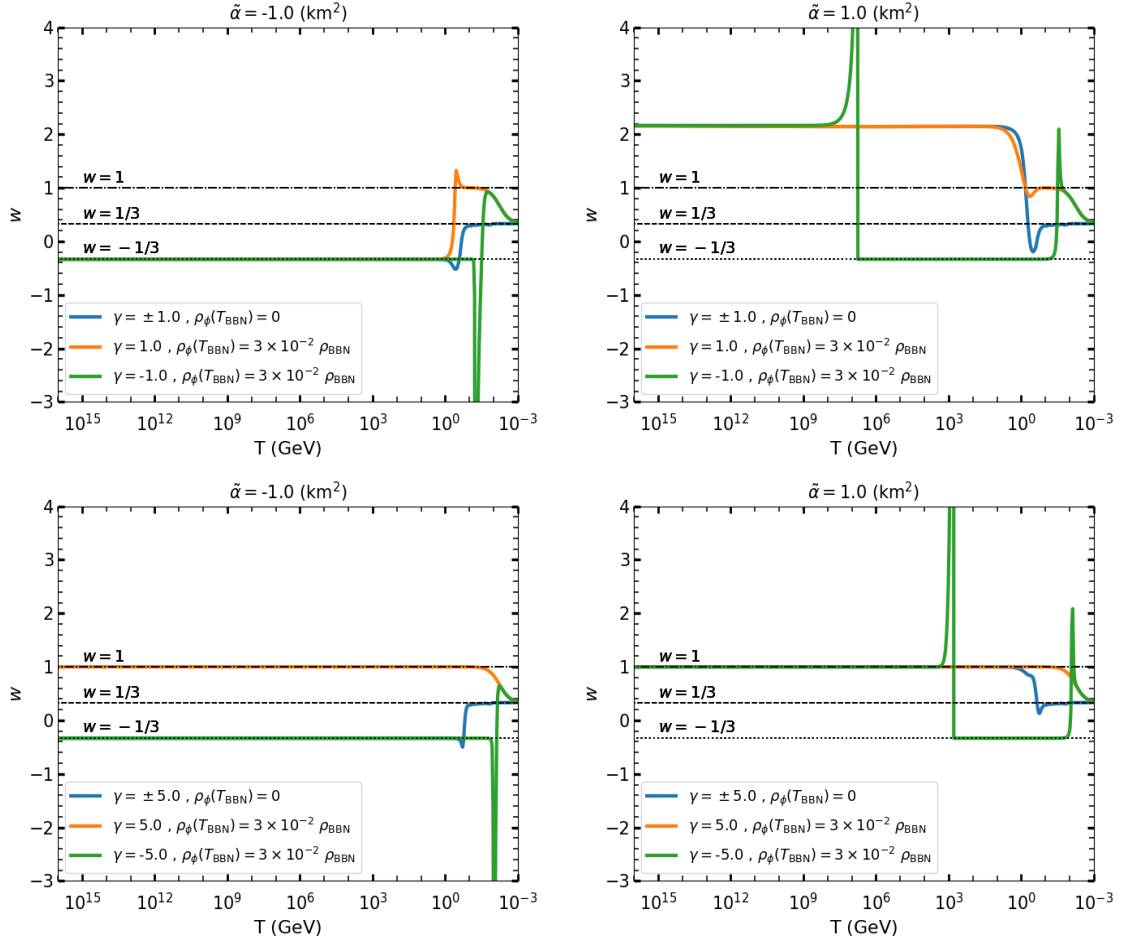 α̃ = -1.0 (km²)
4
3
2
1
0
−1
−2
−3
w
w = 1
w = 1/3
w = −1/3
γ = ±1.0 , ρ_ϕ(T_BBN) = 0
γ = 1.0 , ρ_ϕ(T_BBN) = 3 × 10⁻² ρ_BBN
γ = -1.0 , ρ_ϕ(T_BBN) = 3 × 10⁻² ρ_BBN
10¹⁵ 10¹² 10⁹ 10⁶ 10³ 10⁰ 10⁻³
T (GeV)
α̃ = 1.0 (km²)
4
3
2
1
0
−1
−2
−3
w
w = 1
w = 1/3
w = −1/3
γ = ±1.0 , ρ_ϕ(T_BBN) = 0
γ = 1.0 , ρ_ϕ(T_BBN) = 3 × 10⁻² ρ_BBN
γ = -1.0 , ρ_ϕ(T_BBN) = 3 × 10⁻² ρ_BBN
10¹⁵ 10¹² 10⁹ 10⁶ 10³ 10⁰ 10⁻³
T (GeV)
α̃ = -1.0 (km²)
4
3
2
1
0
−1
−2
−3
w
w = 1
w = 1/3
w = −1/3
γ = ±5.0 , ρ_ϕ(T_BBN) = 0
γ = 5.0 , ρ_ϕ(T_BBN) = 3 × 10⁻² ρ_BBN
γ = -5.0 , ρ_ϕ(T_BBN) = 3 × 10⁻² ρ_BBN
10¹⁵ 10¹² 10⁹ 10⁶ 10³ 10⁰ 10⁻³
T (GeV)
α̃ = 1.0 (km²)
4
3
2
1
0
−1
−2
−3
w
w = 1
w = 1/3
w = −1/3
γ = ±5.0 , ρ_ϕ(T_BBN) = 0
γ = 5.0 , ρ_ϕ(T_BBN) = 3 × 10⁻² ρ_BBN
γ = -5.0 , ρ_ϕ(T_BBN) = 3 × 10⁻² ρ_BBN
10¹⁵ 10¹² 10⁹ 10⁶ 10³ 10⁰ 10⁻³
T (GeV)